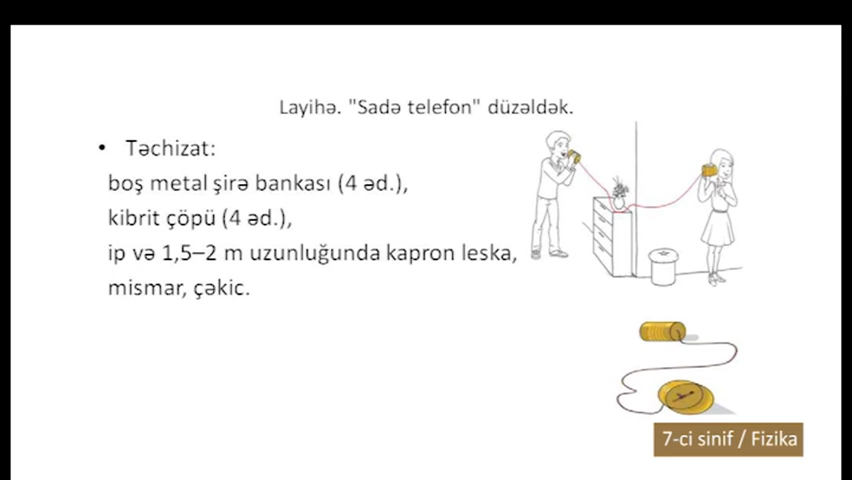 Layihə. "Sadə telefon" düzəldək.
• Təchizat:
boş metal şirə bankası (4 əd.),
kibrit çöpü (4 əd.),
ip və 1,5–2 m uzunluğunda kapron leska,
mismar, çəkic.
7-ci sinif / Fizika